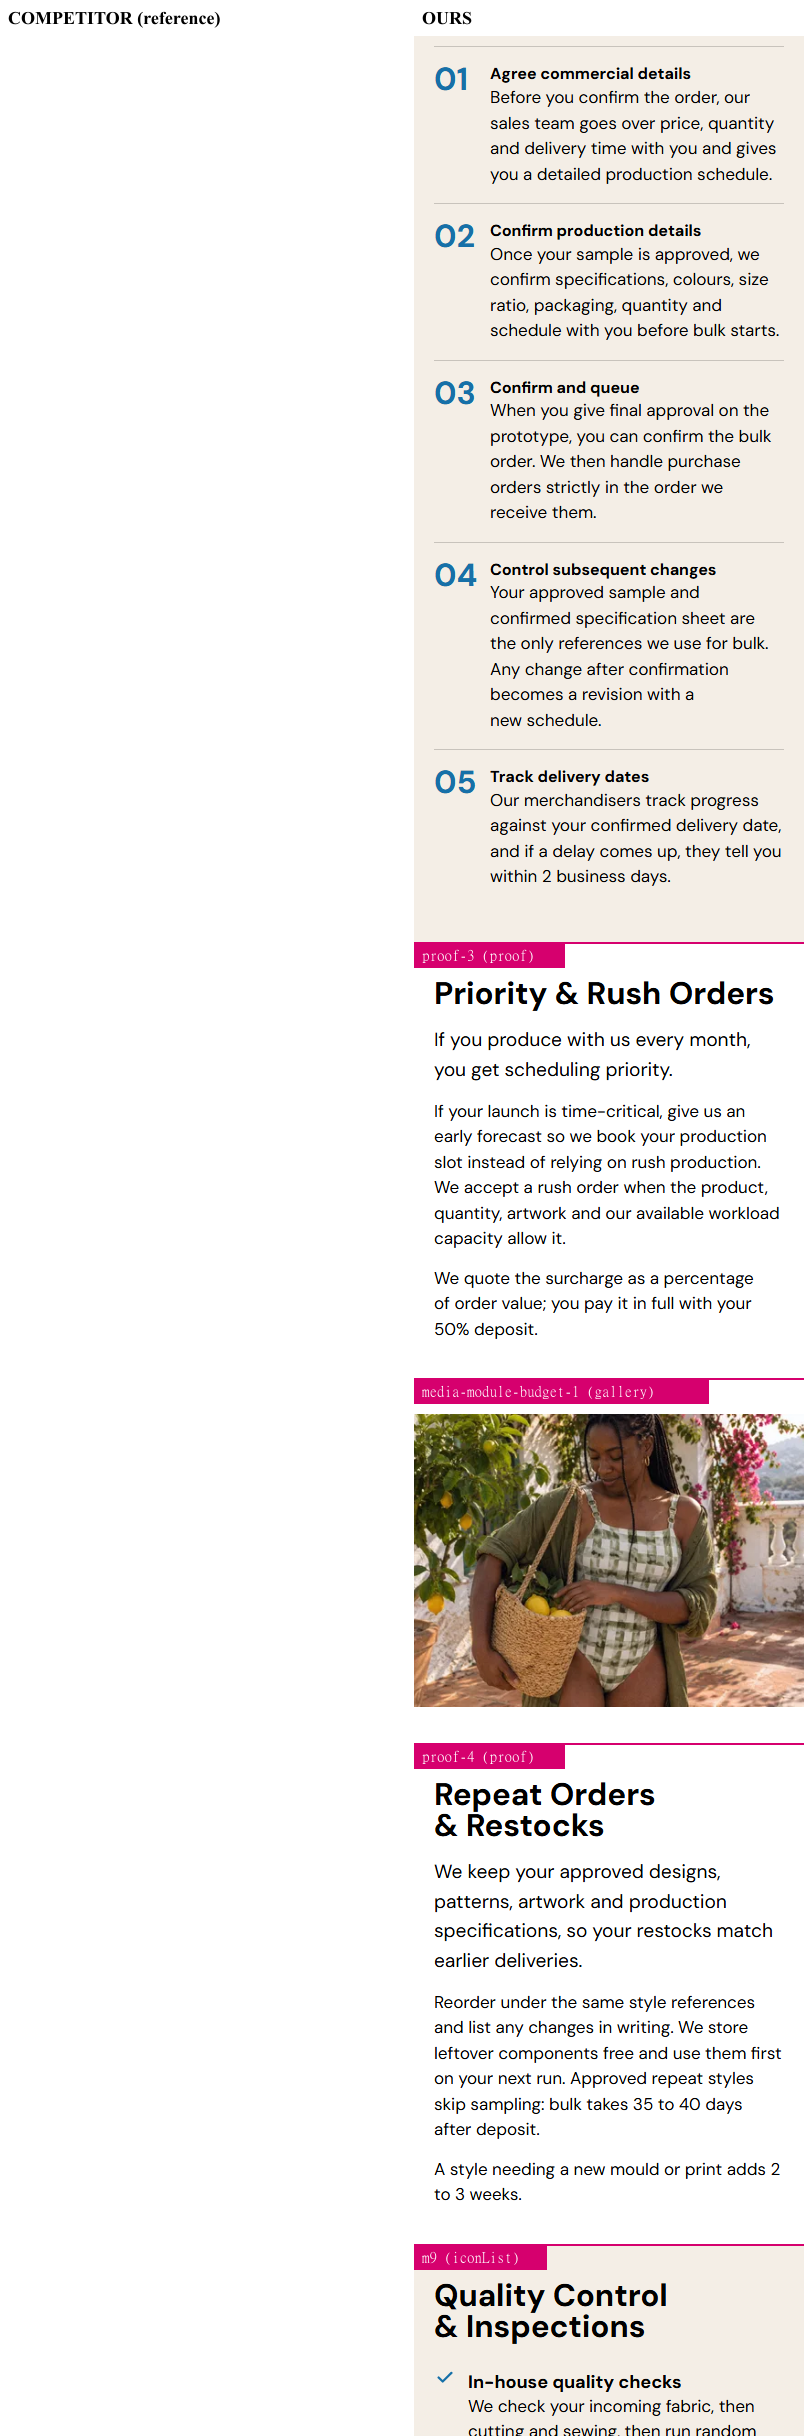 COMPETITOR (reference)
OURS
01
Agree commercial details
Before you confirm the order, our
sales team goes over price, quantity
and delivery time with you and gives
you a detailed production schedule.
02
Confirm production details
Once your sample is approved, we
confirm specifications, colours, size
ratio, packaging, quantity and
schedule with you before bulk starts.
03
Confirm and queue
When you give final approval on the
prototype, you can confirm the bulk
order. We then handle purchase
orders strictly in the order we
receive them.
04
Control subsequent changes
Your approved sample and
confirmed specification sheet are
the only references we use for bulk.
Any change after confirmation
becomes a revision with a
new schedule.
05
Track delivery dates
Our merchandisers track progress
against your confirmed delivery date,
and if a delay comes up, they tell you
within 2 business days.
proof-3 (proof)
Priority & Rush Orders
If you produce with us every month,
you get scheduling priority.
If your launch is time-critical, give us an
early forecast so we book your production
slot instead of relying on rush production.
We accept a rush order when the product,
quantity, artwork and our available workload
capacity allow it.
We quote the surcharge as a percentage
of order value; you pay it in full with your
50% deposit.
media-module-budget-1 (gallery)
proof-4 (proof)
Repeat Orders
& Restocks
We keep your approved designs,
patterns, artwork and production
specifications, so your restocks match
earlier deliveries.
Reorder under the same style references
and list any changes in writing. We store
leftover components free and use them first
on your next run. Approved repeat styles
skip sampling: bulk takes 35 to 40 days
after deposit.
A style needing a new mould or print adds 2
to 3 weeks.
m9 (iconList)
Quality Control
& Inspections
In-house quality checks
We check your incoming fabric, then
cutting and sewing, then run random